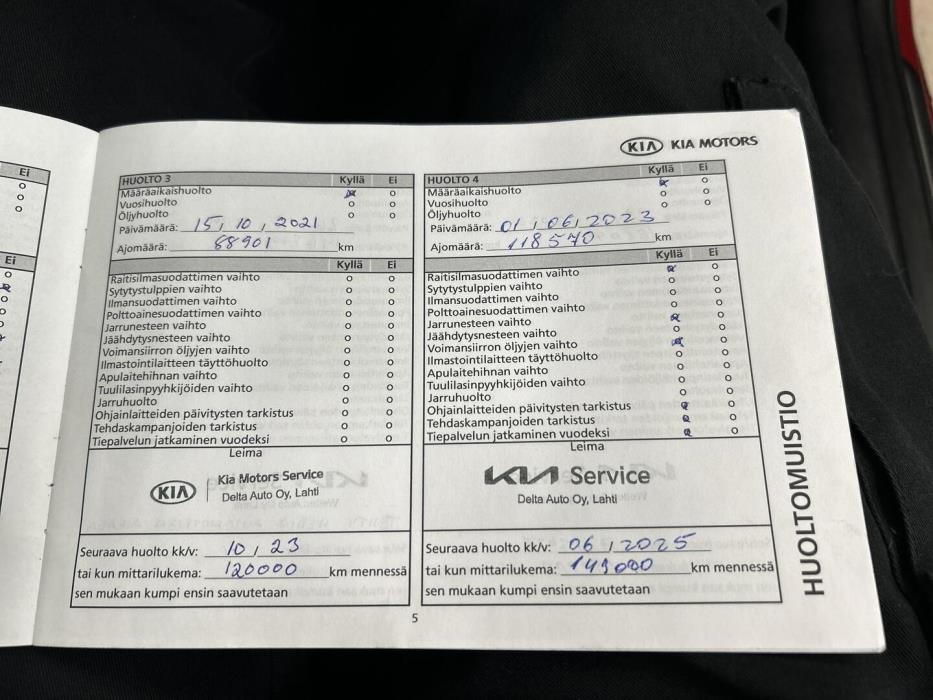 KIA KIA MOTORS
Ei
Ei
HUOLTO 3 Kyllä Ei
Määräaikaishuolto
Vuosihuolto
Öljyhuolto
Päivämäärä: 15, 10, 2021
Ajomäärä: 88901 km
Kyllä Ei
Raitisilmasuodattimen vaihto
Sytytystulppien vaihto
Ilmansuodattimen vaihto
Polttoainesuodattimen vaihto
Jarrunesteen vaihto
Jäähdytysnesteen vaihto
Voimansiirron öljyjen vaihto
Ilmastointilaitteen täyttöhuolto
Apulaitehihnan vaihto
Tuulilasinpyyhkijöiden vaihto
Jarruhuolto
Ohjainlaitteiden päivitysten tarkistus
Tehdaskampanjoiden tarkistus
Tiepalvelun jatkaminen vuodeksi
Leima
KIA Kia Motors Service
Delta Auto Oy, Lahti
Seuraava huolto kk/v: 10, 23
tai kun mittarilukema: 120000 km mennessä
sen mukaan kumpi ensin saavutetaan
HUOLTO 4 Kyllä Ei
Määräaikaishuolto
Vuosihuolto
Öljyhuolto
Päivämäärä: 01, 06, 2023
Ajomäärä: 118570 km
Kyllä Ei
Raitisilmasuodattimen vaihto
Sytytystulppien vaihto
Ilmansuodattimen vaihto
Polttoainesuodattimen vaihto
Jarrunesteen vaihto
Jäähdytysnesteen vaihto
Voimansiirron öljyjen vaihto
Ilmastointilaitteen täyttöhuolto
Apulaitehihnan vaihto
Tuulilasinpyyhkijöiden vaihto
Jarruhuolto
Ohjainlaitteiden päivitysten tarkistus
Tehdaskampanjoiden tarkistus
Tiepalvelun jatkaminen vuodeksi
Leima
KIA Service
Delta Auto Oy, Lahti
Seuraava huolto kk/v: 06, 2025
tai kun mittarilukema: 149000 km mennessä
sen mukaan kumpi ensin saavutetaan
HUOLTOMUISTIO
5